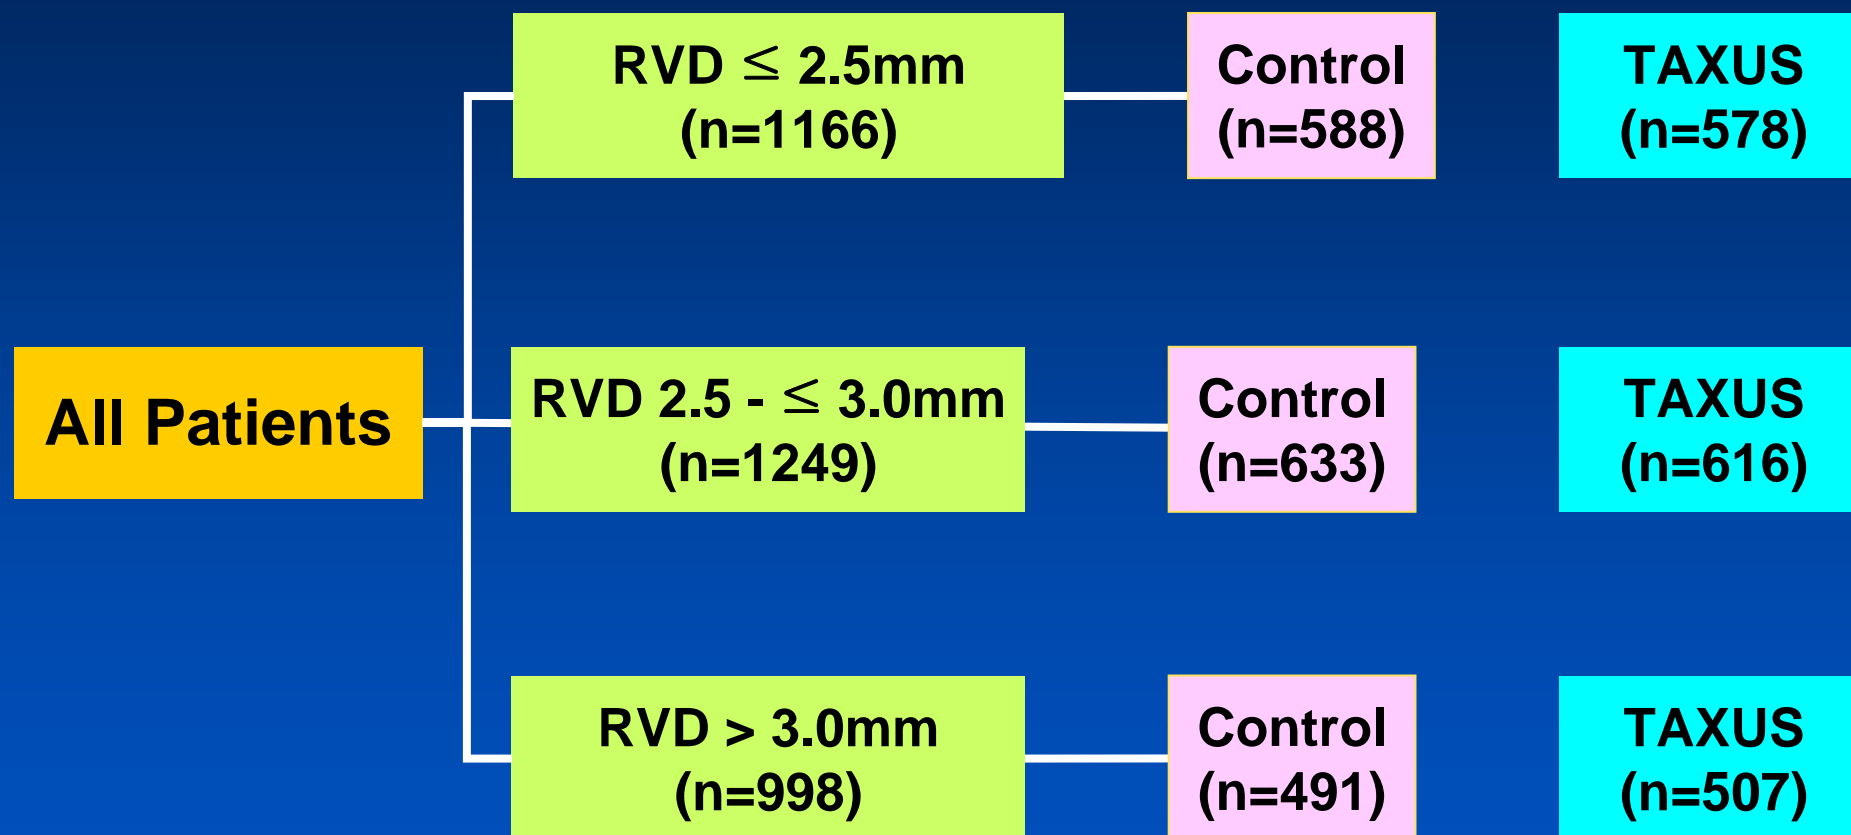 RVD ≤ 2.5mm
(n=1166)
Control
(n=588)
TAXUS
(n=578)
All Patients
RVD 2.5 - ≤ 3.0mm
(n=1249)
Control
(n=633)
TAXUS
(n=616)
RVD > 3.0mm
(n=998)
Control
(n=491)
TAXUS
(n=507)